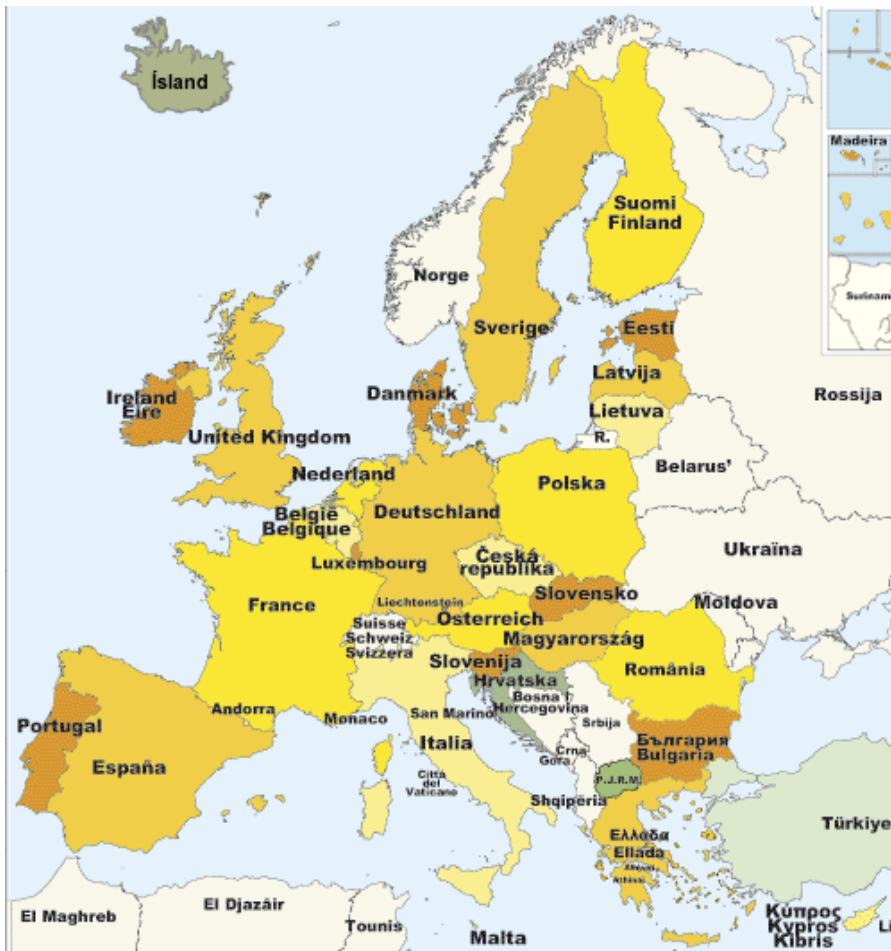 Ísland
Madeira
Suomi
Finland
Norge
Surinam
Sverige
Eesti
Latvija
Danmark
Rossija
Ireland
Éire
Lietuva
United Kingdom
R.
Belarus'
Nederland
Polska
België
Belgique
Deutschland
Ukraïna
Česká
republika
Luxembourg
Slovensko
France
Liechtenstein
Moldova
Österreich
Suisse
Schweiz
Svizzera
Magyarország
Slovenija
România
Hrvatska
Bosna i
Hercegovina
Andorra
Monaco
San Marino
Srbija
Portugal
Italia
Crna
Gora
България
Bulgaria
España
Città
del
Vaticano
P.J.R.M.
Shqipëria
Türkiye
Ελλαδα
Ellada
El Maghreb
El Djazâir
Tounis
Malta
Κύπρος
Kypros
Kibris
Li